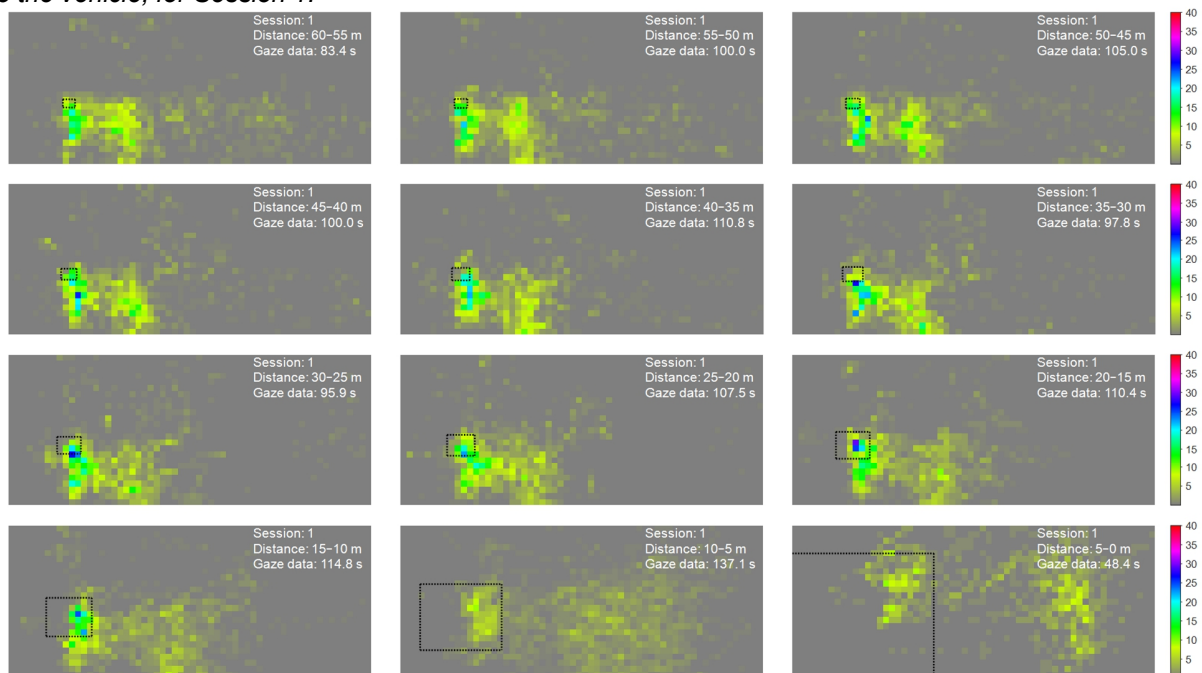 the vehicle, for Session 1.
Session: 1
Distance: 60–55 m
Gaze data: 83.4 s
Session: 1
Distance: 55–50 m
Gaze data: 100.0 s
Session: 1
Distance: 50–45 m
Gaze data: 105.0 s
40
35
30
25
20
15
10
5
Session: 1
Distance: 45–40 m
Gaze data: 100.0 s
Session: 1
Distance: 40–35 m
Gaze data: 110.8 s
Session: 1
Distance: 35–30 m
Gaze data: 97.8 s
40
35
30
25
20
15
10
5
Session: 1
Distance: 30–25 m
Gaze data: 95.9 s
Session: 1
Distance: 25–20 m
Gaze data: 107.5 s
Session: 1
Distance: 20–15 m
Gaze data: 110.4 s
40
35
30
25
20
15
10
5
Session: 1
Distance: 15–10 m
Gaze data: 114.8 s
Session: 1
Distance: 10–5 m
Gaze data: 137.1 s
Session: 1
Distance: 5–0 m
Gaze data: 48.4 s
40
35
30
25
20
15
10
5